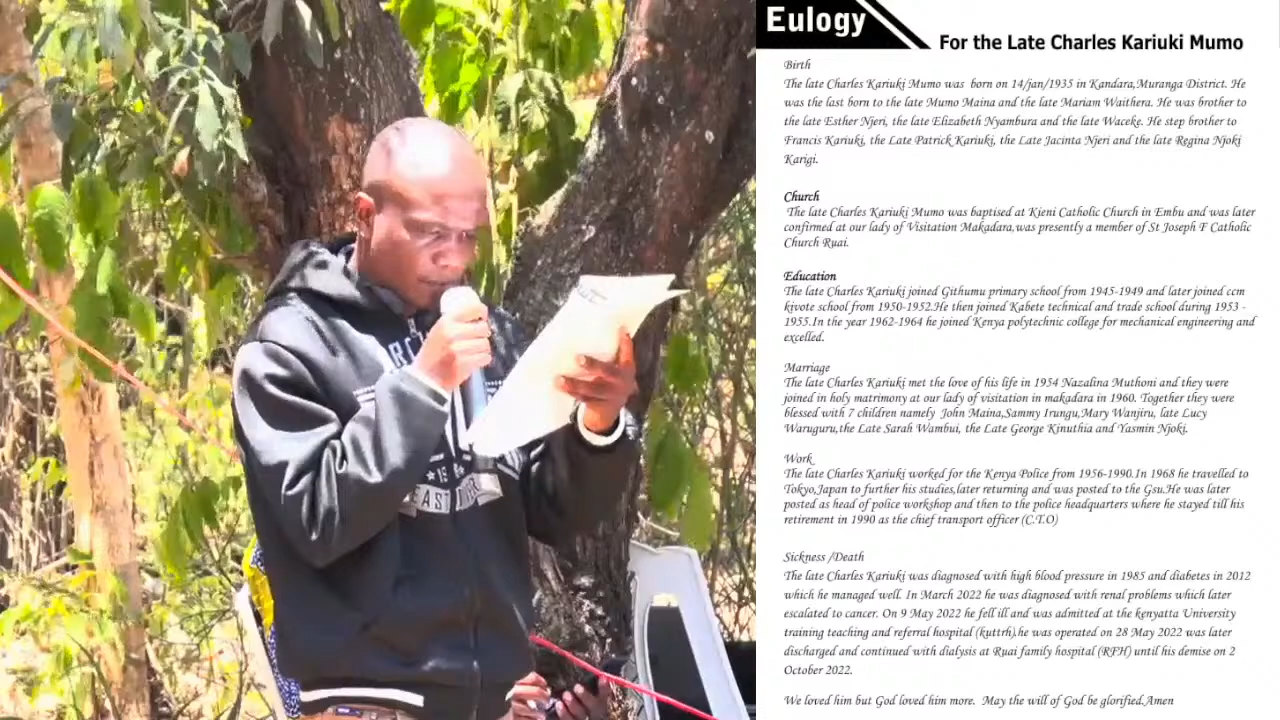 Eulogy
For the Late Charles Kariuki Mumo
Birth
The late Charles Kariuki Mumo was born on 14/jan/1935 in Kandara,Muranga District. He
was the last born to the late Mumo Maina and the late Mariam Waithera. He was brother to
the late Esther Njeri, the late Elizabeth Nyambura and the late Waceke. He step brother to
Francis Kariuki, the Late Patrick Kariuki, the Late Jacinta Njeri and the late Regina Njoki
Karigi.
Church
The late Charles Kariuki Mumo was baptised at Kieni Catholic Church in Embu and was later
confirmed at our lady of Visitation Makadara,was presently a member of St Joseph F Catholic
Church Ruai.
Education
The late Charles Kariuki joined Githumu primary school from 1945-1949 and later joined ccm
kivote school from 1950-1952.He then joined Kabete technical and trade school during 1953 -
1955.In the year 1962-1964 he joined Kenya polytechnic college for mechanical engineering and
excelled.
Marriage
The late Charles Kariuki met the love of his life in 1954 Nazalina Muthoni and they were
joined in holy matrimony at our lady of visitation in makadara in 1960. Together they were
blessed with 7 children namely John Maina,Sammy Irungu,Mary Wanjiru, late Lucy
Waruguru,the Late Sarah Wambui, the Late George Kinuthia and Yasmin Njoki.
Work
The late Charles Kariuki worked for the Kenya Police from 1956-1990.In 1968 he travelled to
Tokyo,Japan to further his studies,later returning and was posted to the Gsu.He was later
posted as head of police workshop and then to the police headquarters where he stayed till his
retirement in 1990 as the chief transport officer (C.T.O)
Sickness /Death
The late Charles Kariuki was diagnosed with high blood pressure in 1985 and diabetes in 2012
which he managed well. In March 2022 he was diagnosed with renal problems which later
escalated to cancer. On 9 May 2022 he fell ill and was admitted at the kenyatta University
training teaching and referral hospital (kuttrh).he was operated on 28 May 2022 was later
discharged and continued with dialysis at Ruai family hospital (RFH) until his demise on 2
October 2022.
We loved him but God loved him more. May the will of God be glorified.Amen
EAST